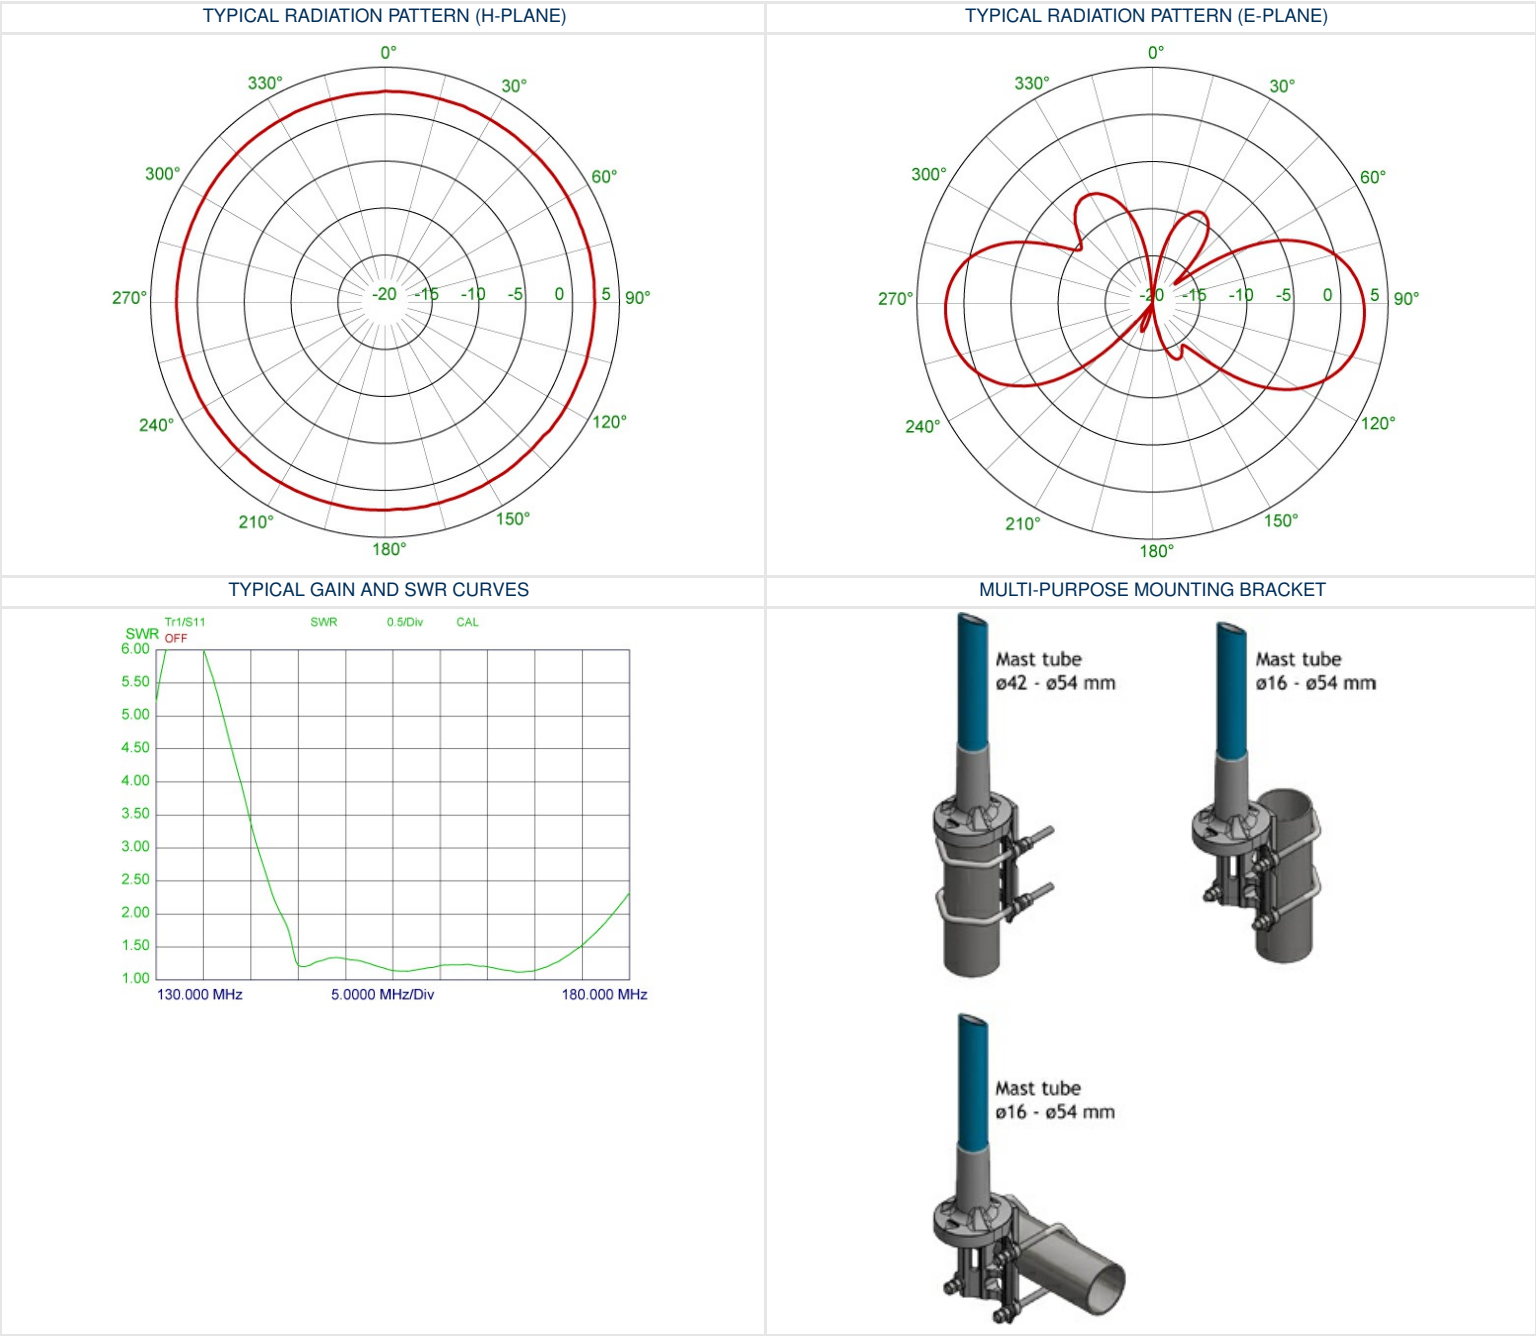 TYPICAL RADIATION PATTERN (H-PLANE)
0°
330°
30°
300°
60°
270°
-20 -15 -10 -5 0 5
90°
240°
120°
210°
150°
180°
TYPICAL RADIATION PATTERN (E-PLANE)
0°
330°
30°
300°
60°
270°
-20 -15 -10 -5 0 5
90°
240°
120°
210°
150°
180°
TYPICAL GAIN AND SWR CURVES
Tr1/S11 SWR 0.5/Div CAL
SWR OFF
6.00
5.50
5.00
4.50
4.00
3.50
3.00
2.50
2.00
1.50
1.00
130.000 MHz 5.0000 MHz/Div 180.000 MHz
MULTI-PURPOSE MOUNTING BRACKET
Mast tube
ø42 - ø54 mm
Mast tube
ø16 - ø54 mm
Mast tube
ø16 - ø54 mm